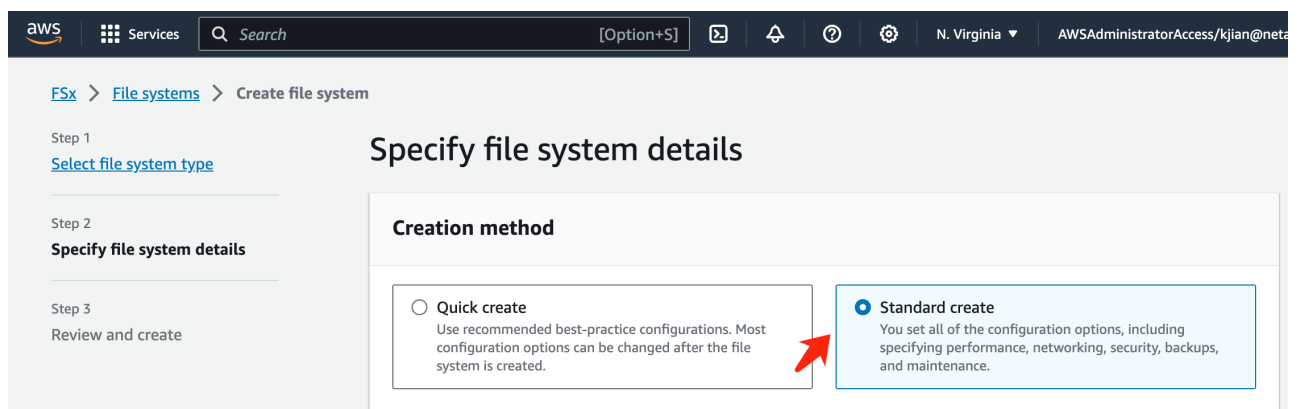 aws Services Search [Option+S] N. Virginia ▼ AWSAdministratorAccess/kjian@neta
FSx > File systems > Create file system
Step 1
Select file system type
Step 2
Specify file system details
Step 3
Review and create
Specify file system details
Creation method
Quick create
Use recommended best-practice configurations. Most
configuration options can be changed after the file
system is created.
Standard create
You set all of the configuration options, including
specifying performance, networking, security, backups,
and maintenance.